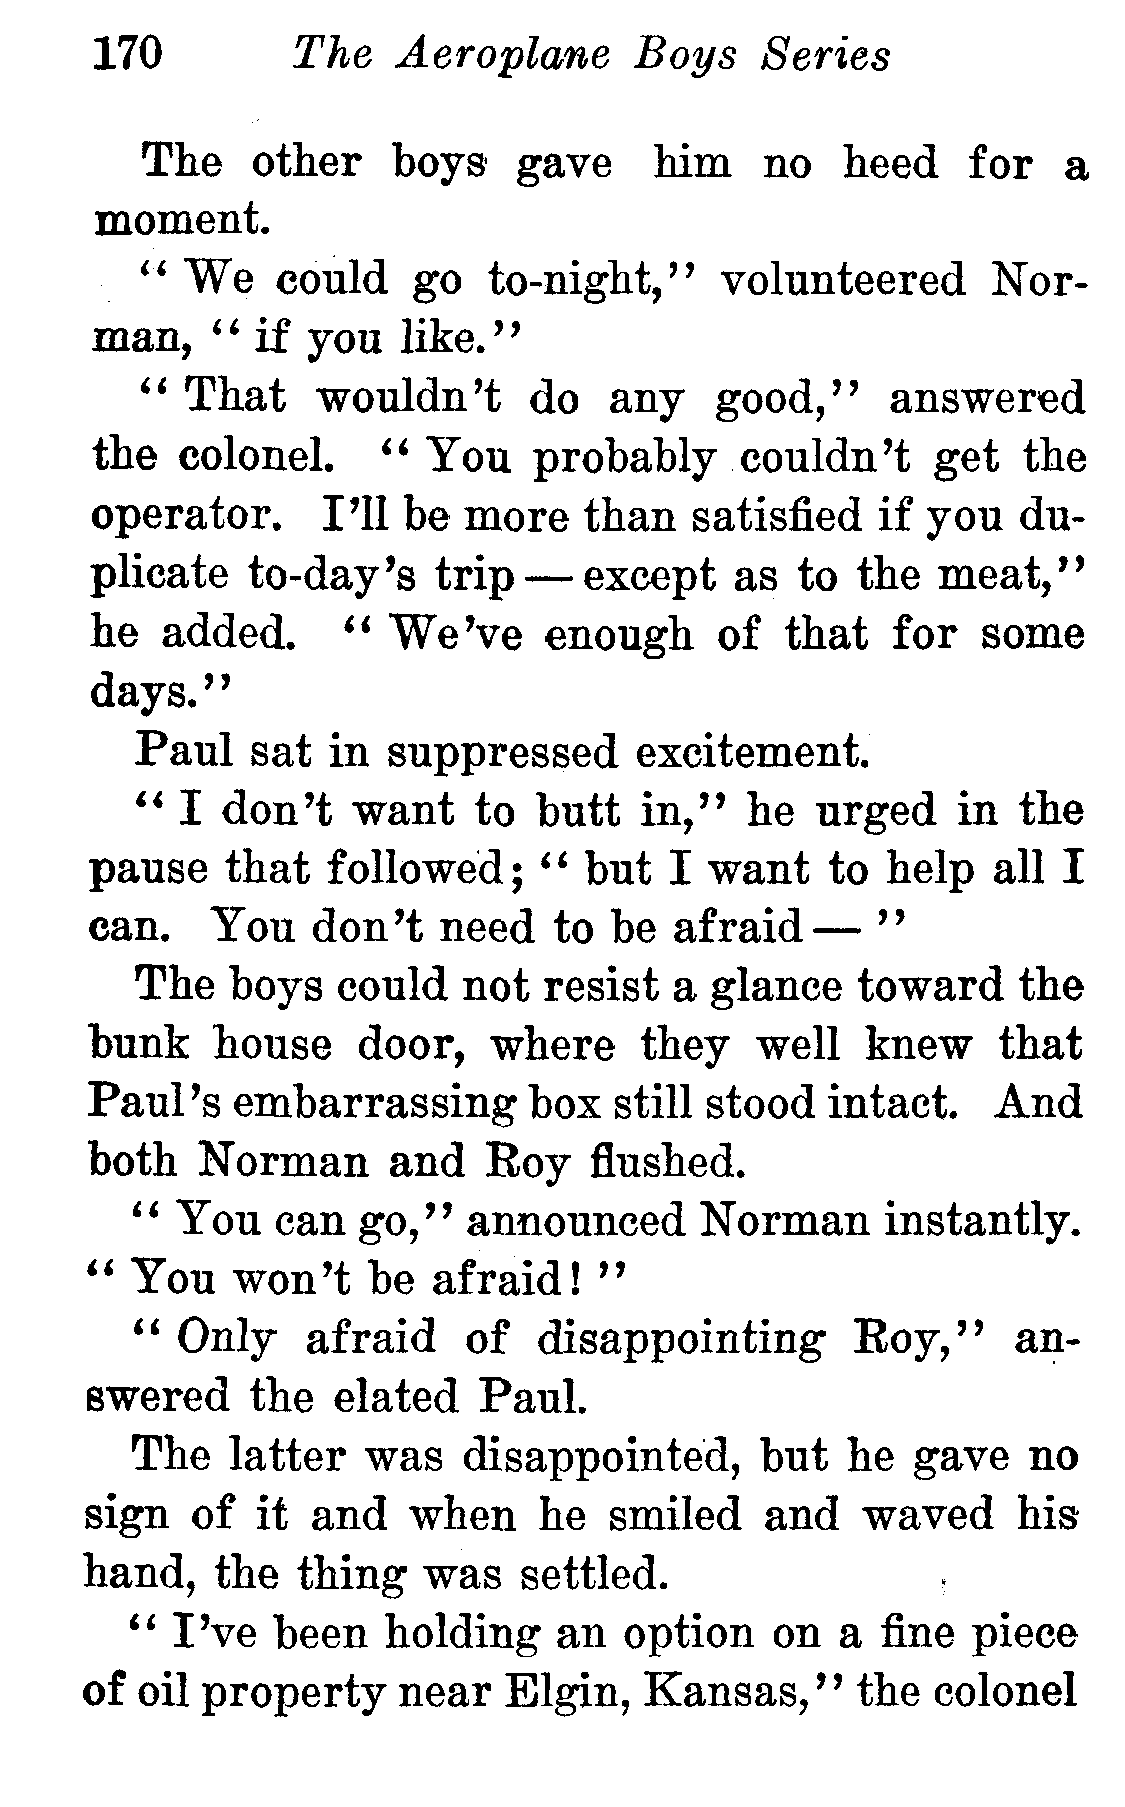 170 The Aeroplane Boys Series
The other boys gave him no heed for a
moment.
“ We could go to-night,” volunteered Nor-
man, “ if you like.”
“ That wouldn’t do any good,” answered
the colonel. “ You probably couldn’t get the
operator. I’ll be more than satisfied if you du-
plicate to-day’s trip — except as to the meat,”
he added. “ We’ve enough of that for some
days.”
Paul sat in suppressed excitement.
“ I don’t want to butt in,” he urged in the
pause that followed; “ but I want to help all I
can. You don’t need to be afraid — ”
The boys could not resist a glance toward the
bunk house door, where they well knew that
Paul’s embarrassing box still stood intact. And
both Norman and Roy flushed.
“ You can go,” announced Norman instantly.
“ You won’t be afraid! ”
“ Only afraid of disappointing Roy,” an-
swered the elated Paul.
The latter was disappointed, but he gave no
sign of it and when he smiled and waved his
hand, the thing was settled.
“ I’ve been holding an option on a fine piece
of oil property near Elgin, Kansas,” the colonel